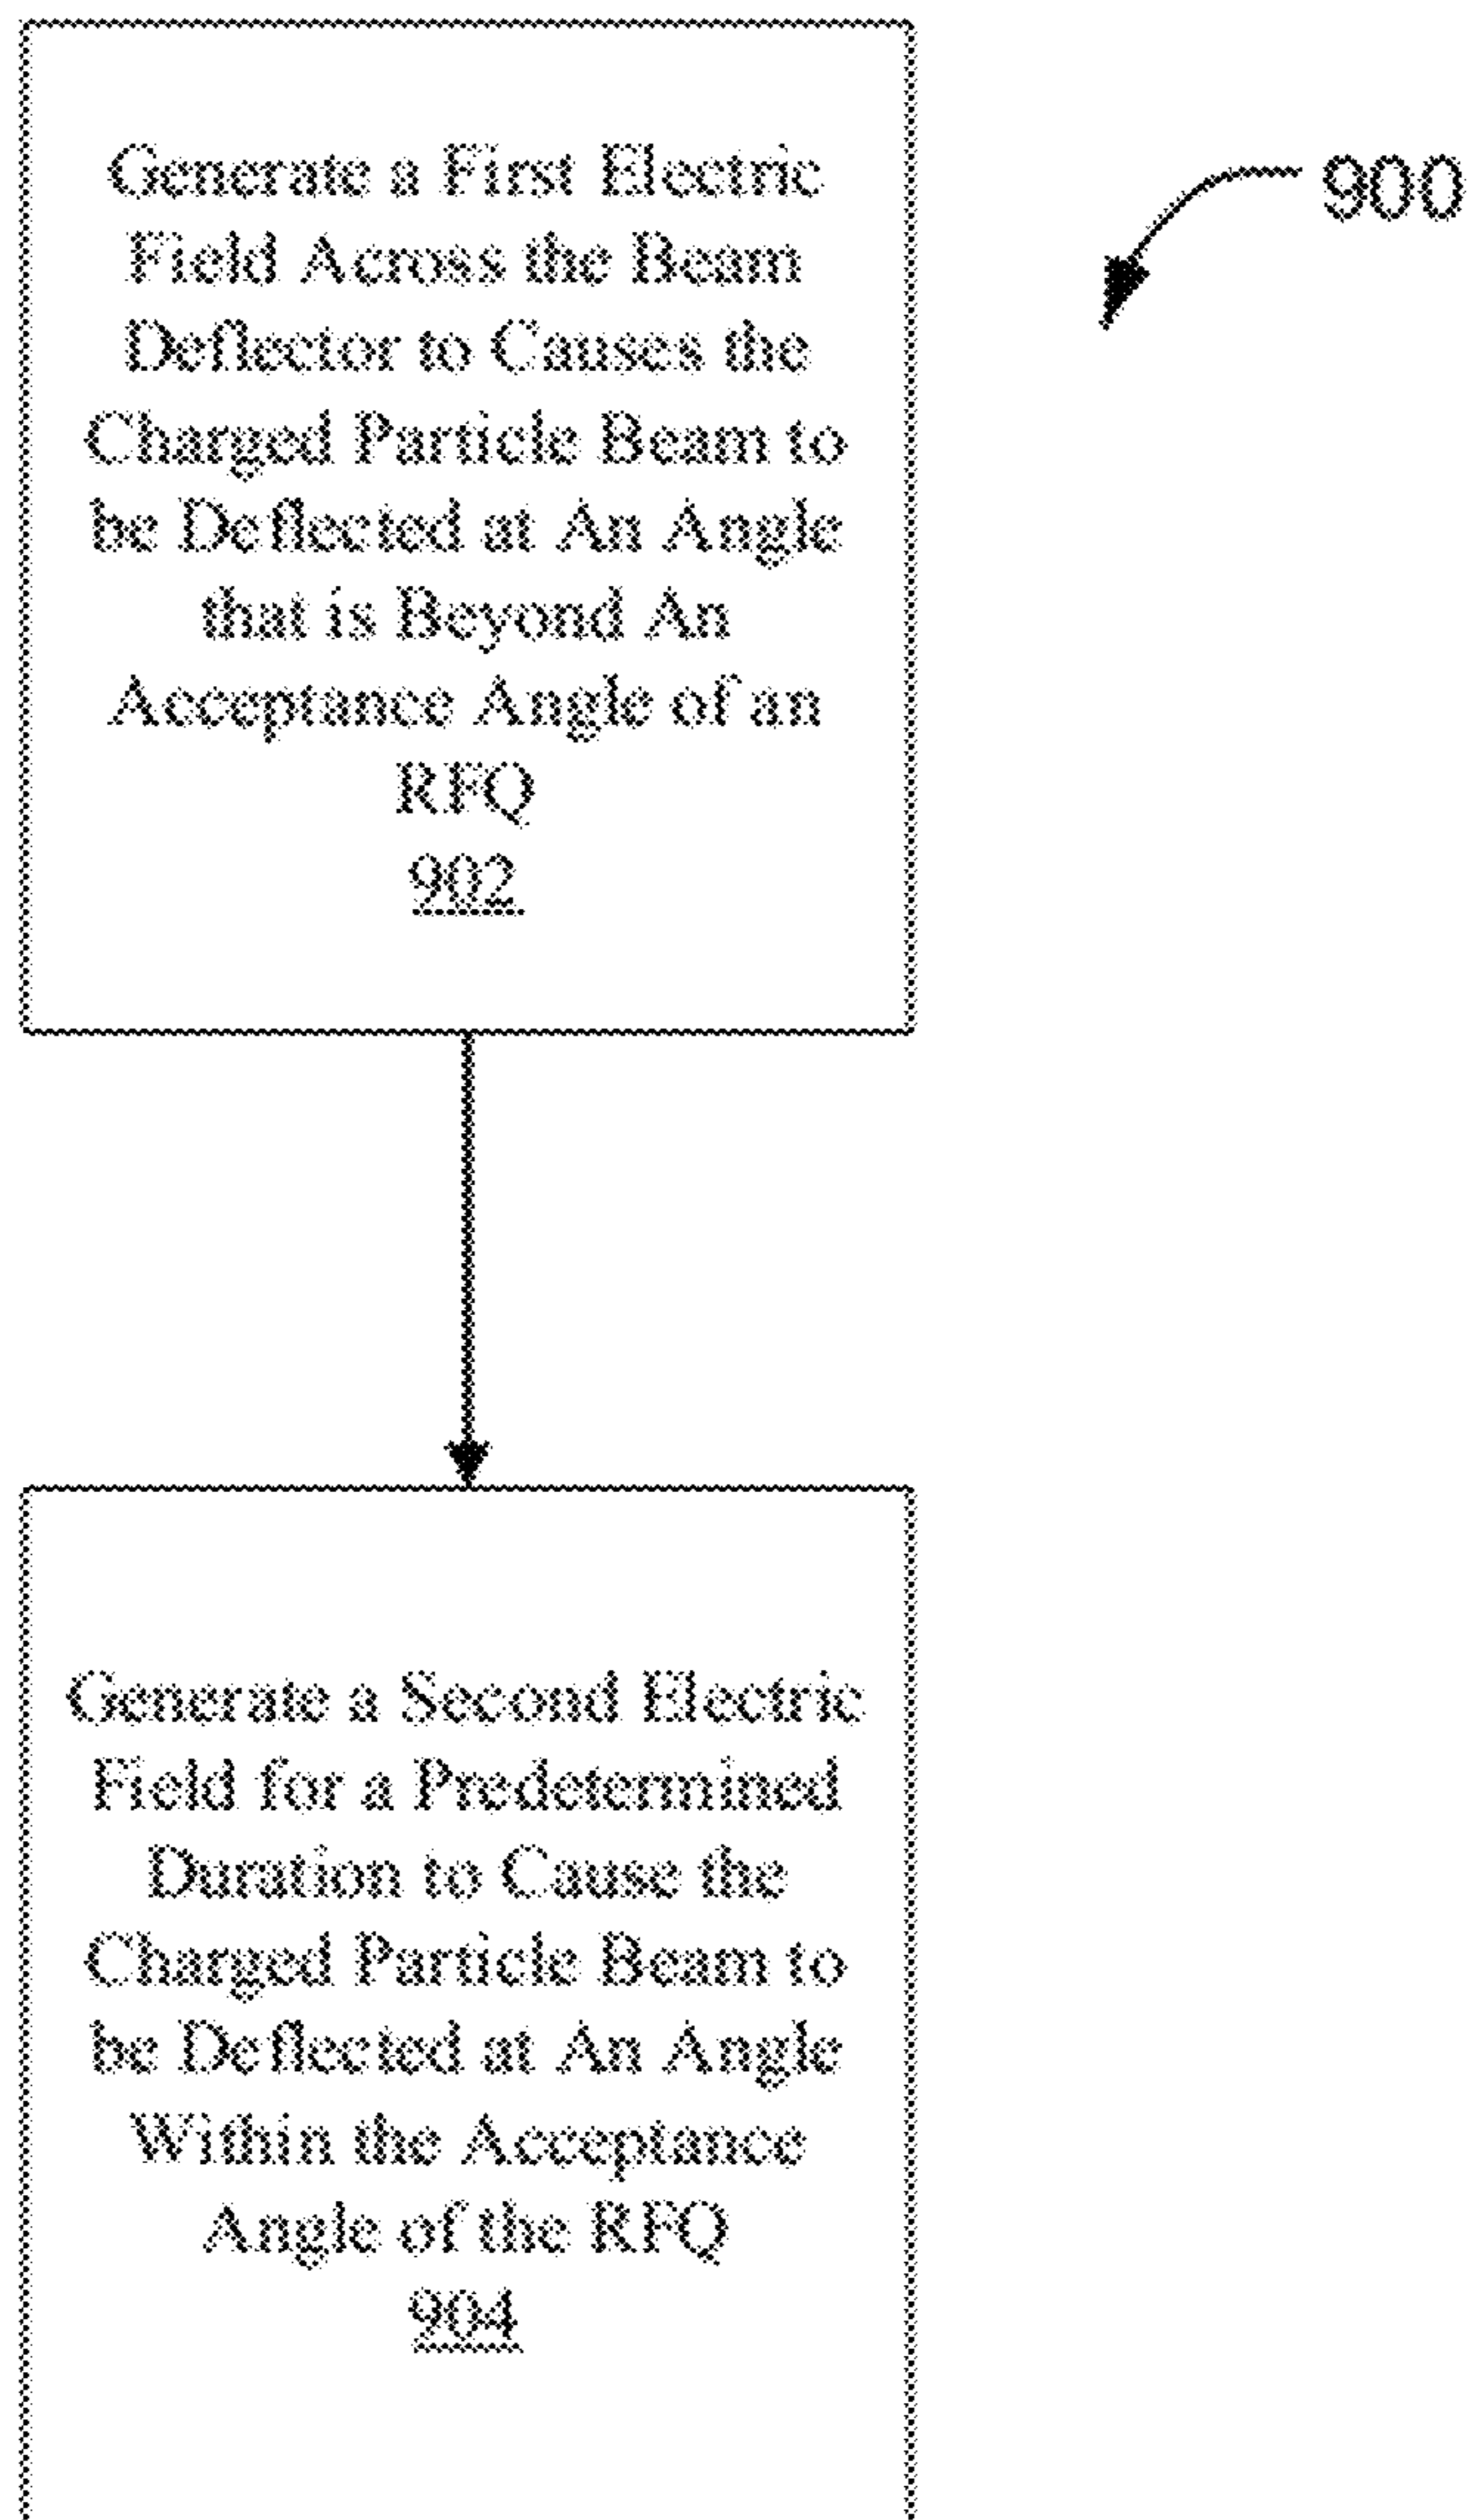 Generate a First Electric
Field Across the Beam
Deflector to Causes the
Charged Particle Beam to
be Deflected at An Angle
that is Beyond An
Acceptance Angle of an
RFQ
902
900
Generate a Second Electric
Field for a Predetermined
Duration to Cause the
Charged Particle Beam to
be Deflected at An Angle
Within the Acceptance
Angle of the RFQ
904